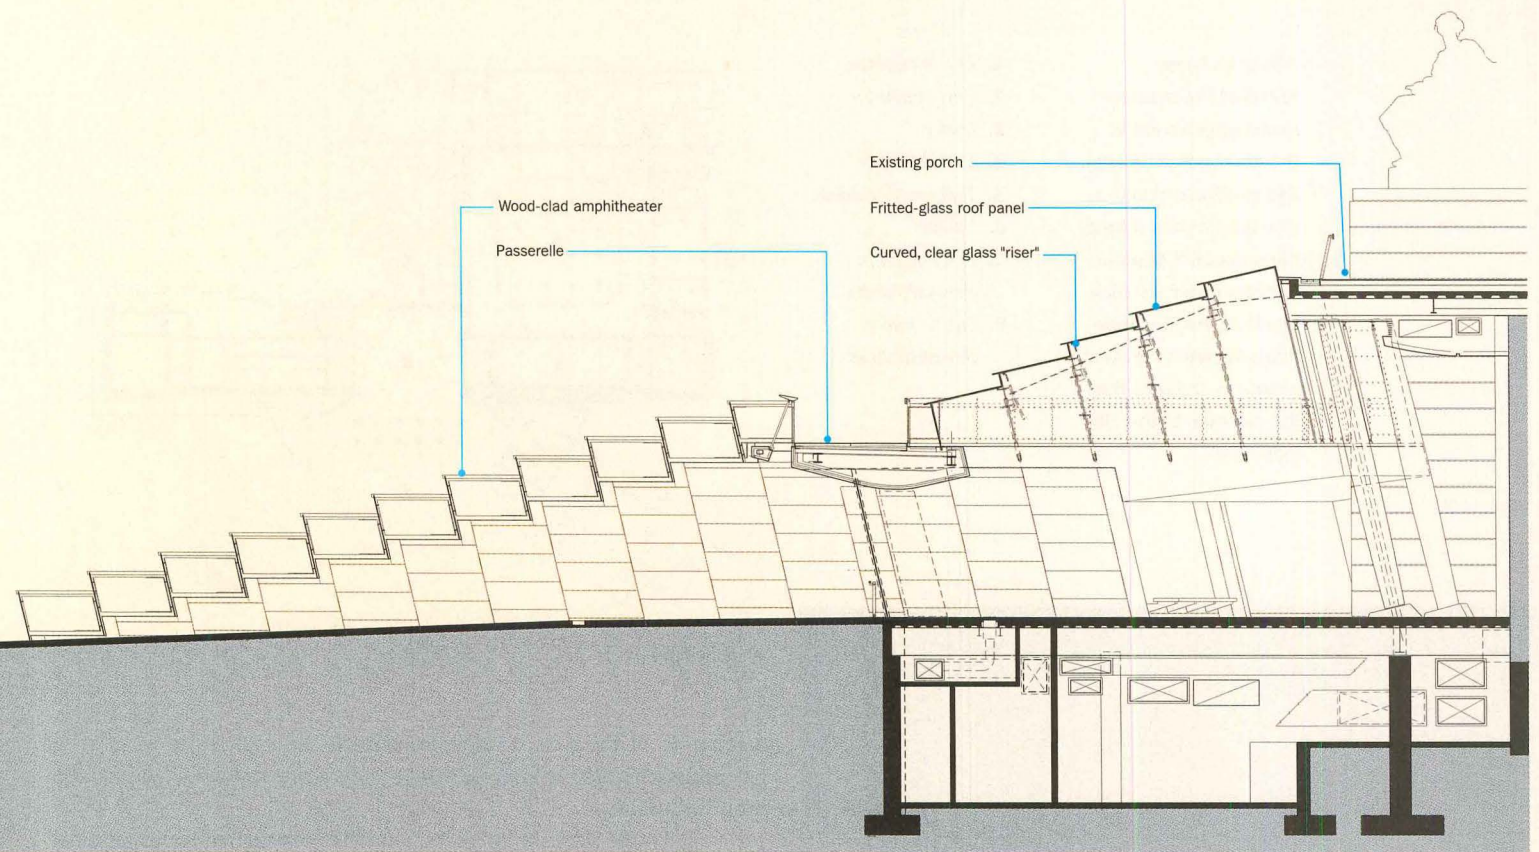 Existing porch
Wood-clad amphitheater
Fritted-glass roof panel
Passerelle
Curved, clear glass "riser"